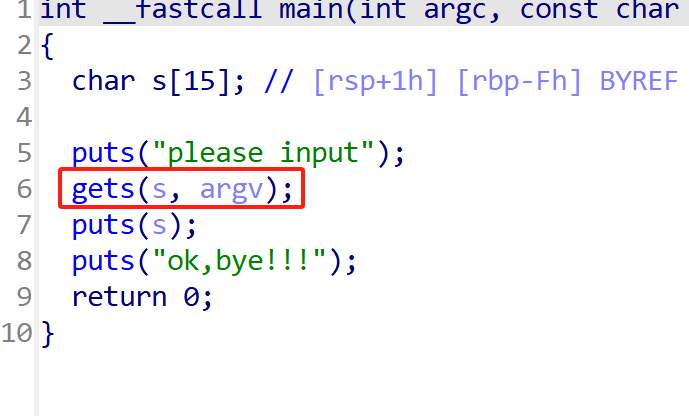 1 int __fastcall main(int argc, const char
2 {
3 char s[15]; // [rsp+1h] [rbp-Fh] BYREF
4
5 puts("please input");
6 gets(s, argv);
7 puts(s);
8 puts("ok,bye!!!");
9 return 0;
10 }